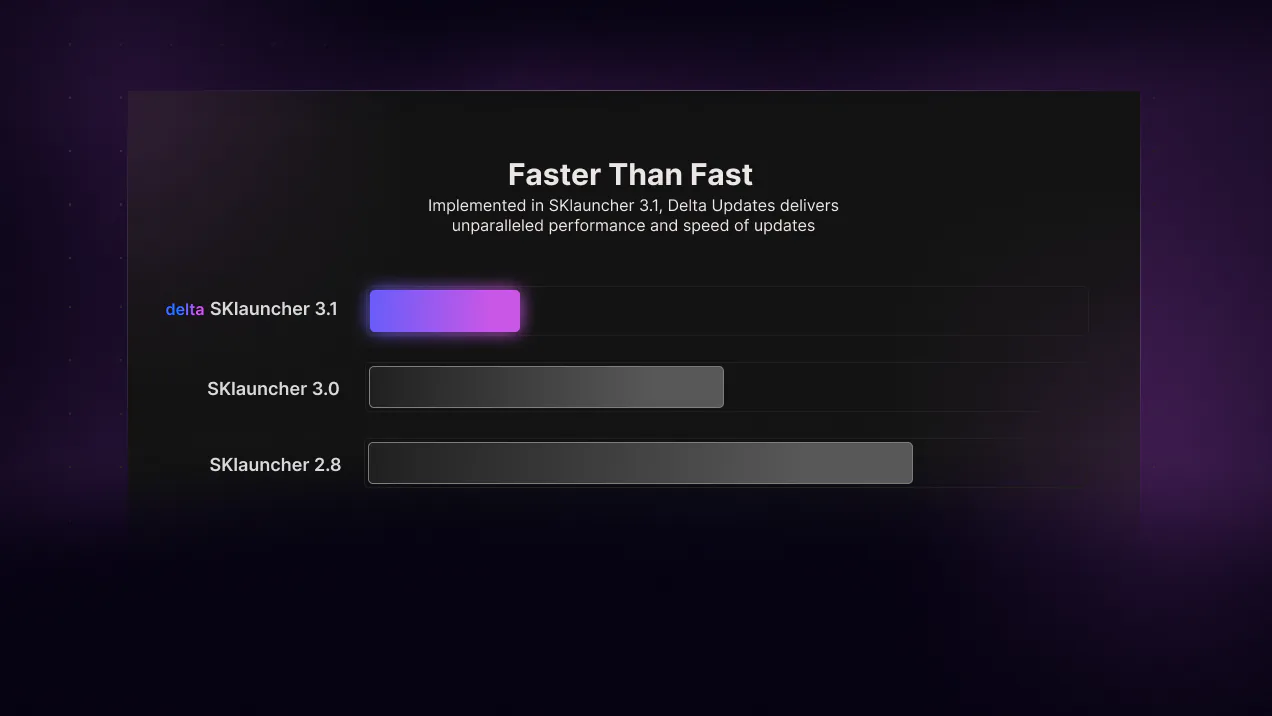 Faster Than Fast
Implemented in SKlauncher 3.1, Delta Updates delivers
unparalleled performance and speed of updates
delta SKlauncher 3.1
SKlauncher 3.0
SKlauncher 2.8